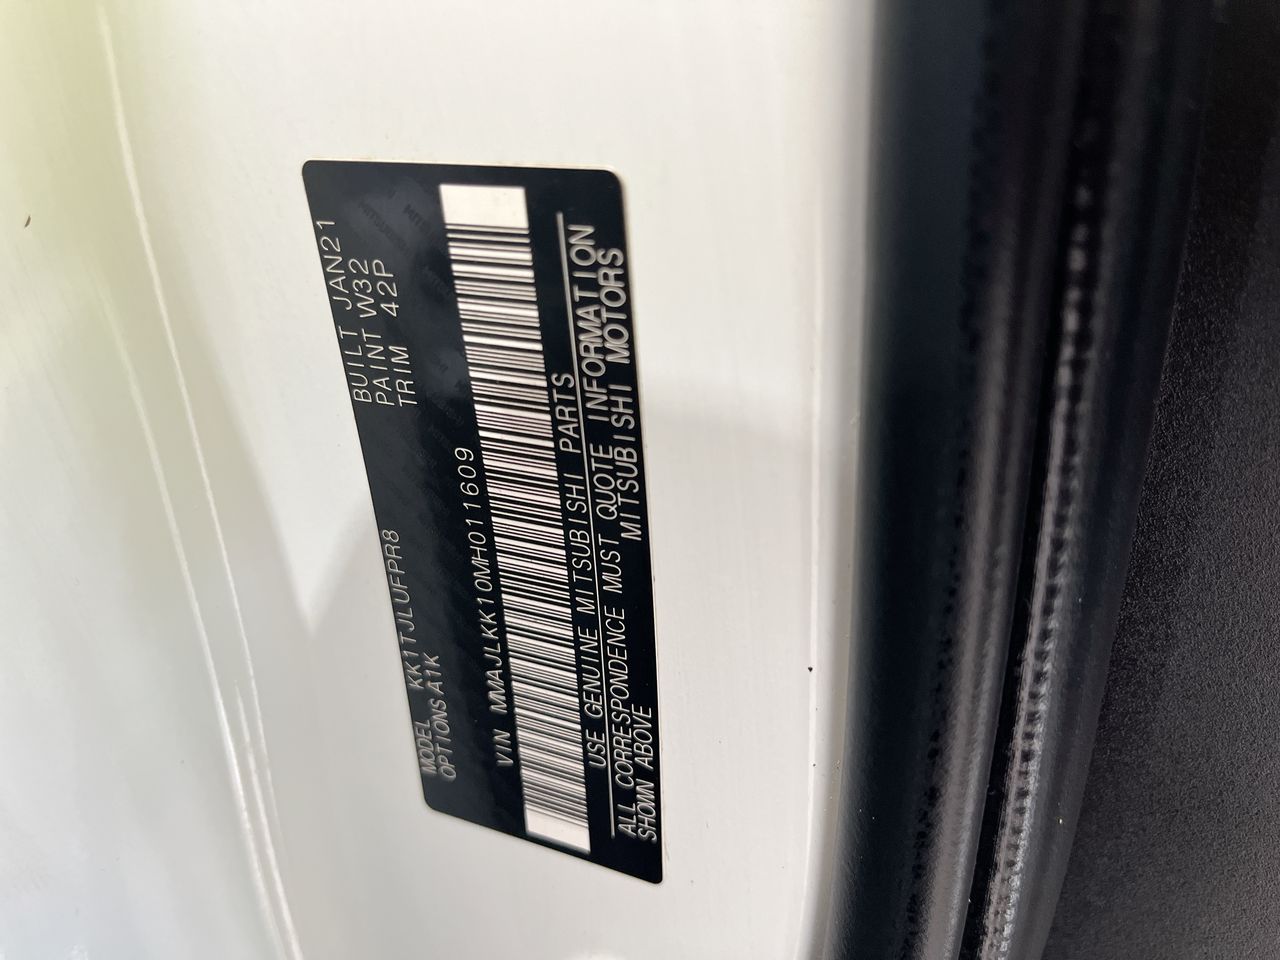 MODEL KK1TJLUFPR8 BUILT JAN21
OPTIONS A1K PAINT W32
TRIM 42P
VIN MMAJLKK10MH011609
USE GENUINE MITSUBISHI PARTS
ALL CORRESPONDENCE MUST QUOTE INFORMATION
SHOWN ABOVE MITSUBISHI MOTORS